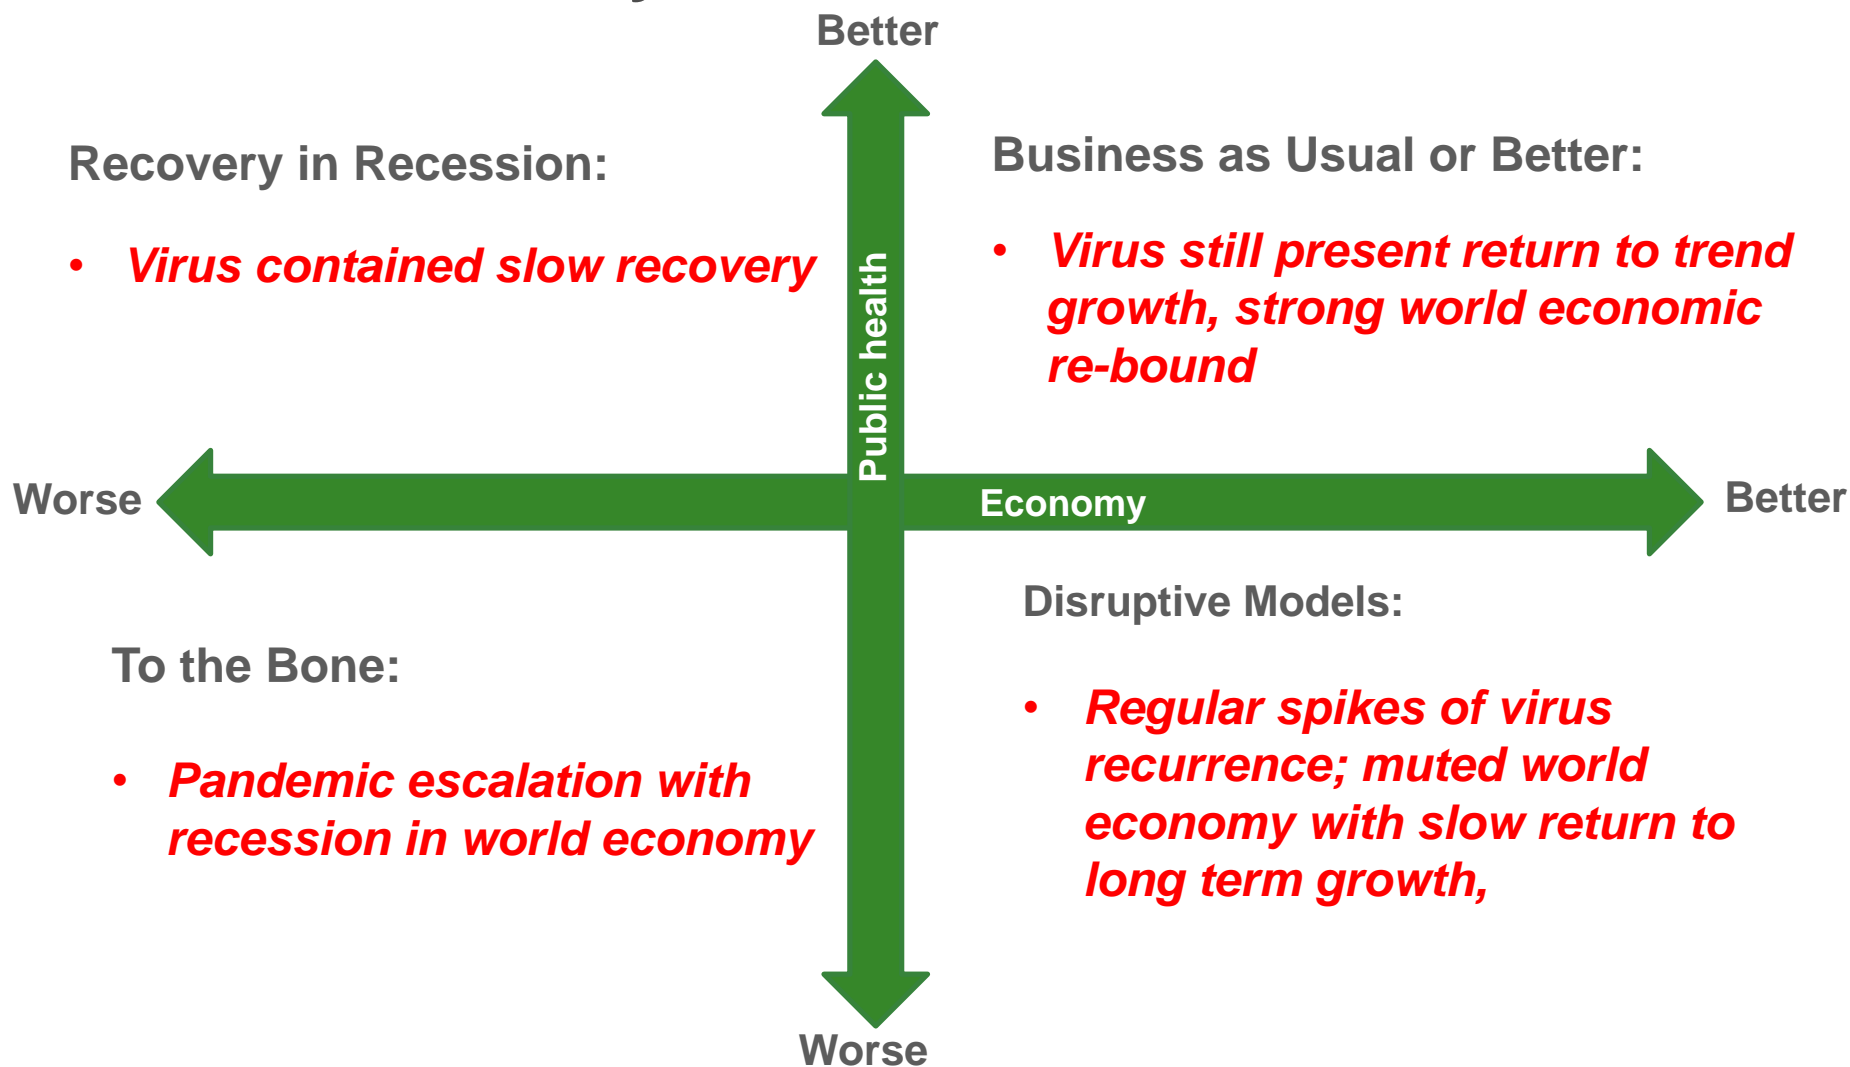 Better
Recovery in Recession:
• Virus contained slow recovery
Business as Usual or Better:
• Virus still present return to trend
growth, strong world economic
re-bound
Public health
Worse
Economy
Better
To the Bone:
• Pandemic escalation with
recession in world economy
Disruptive Models:
• Regular spikes of virus
recurrence; muted world
economy with slow return to
long term growth,
Worse